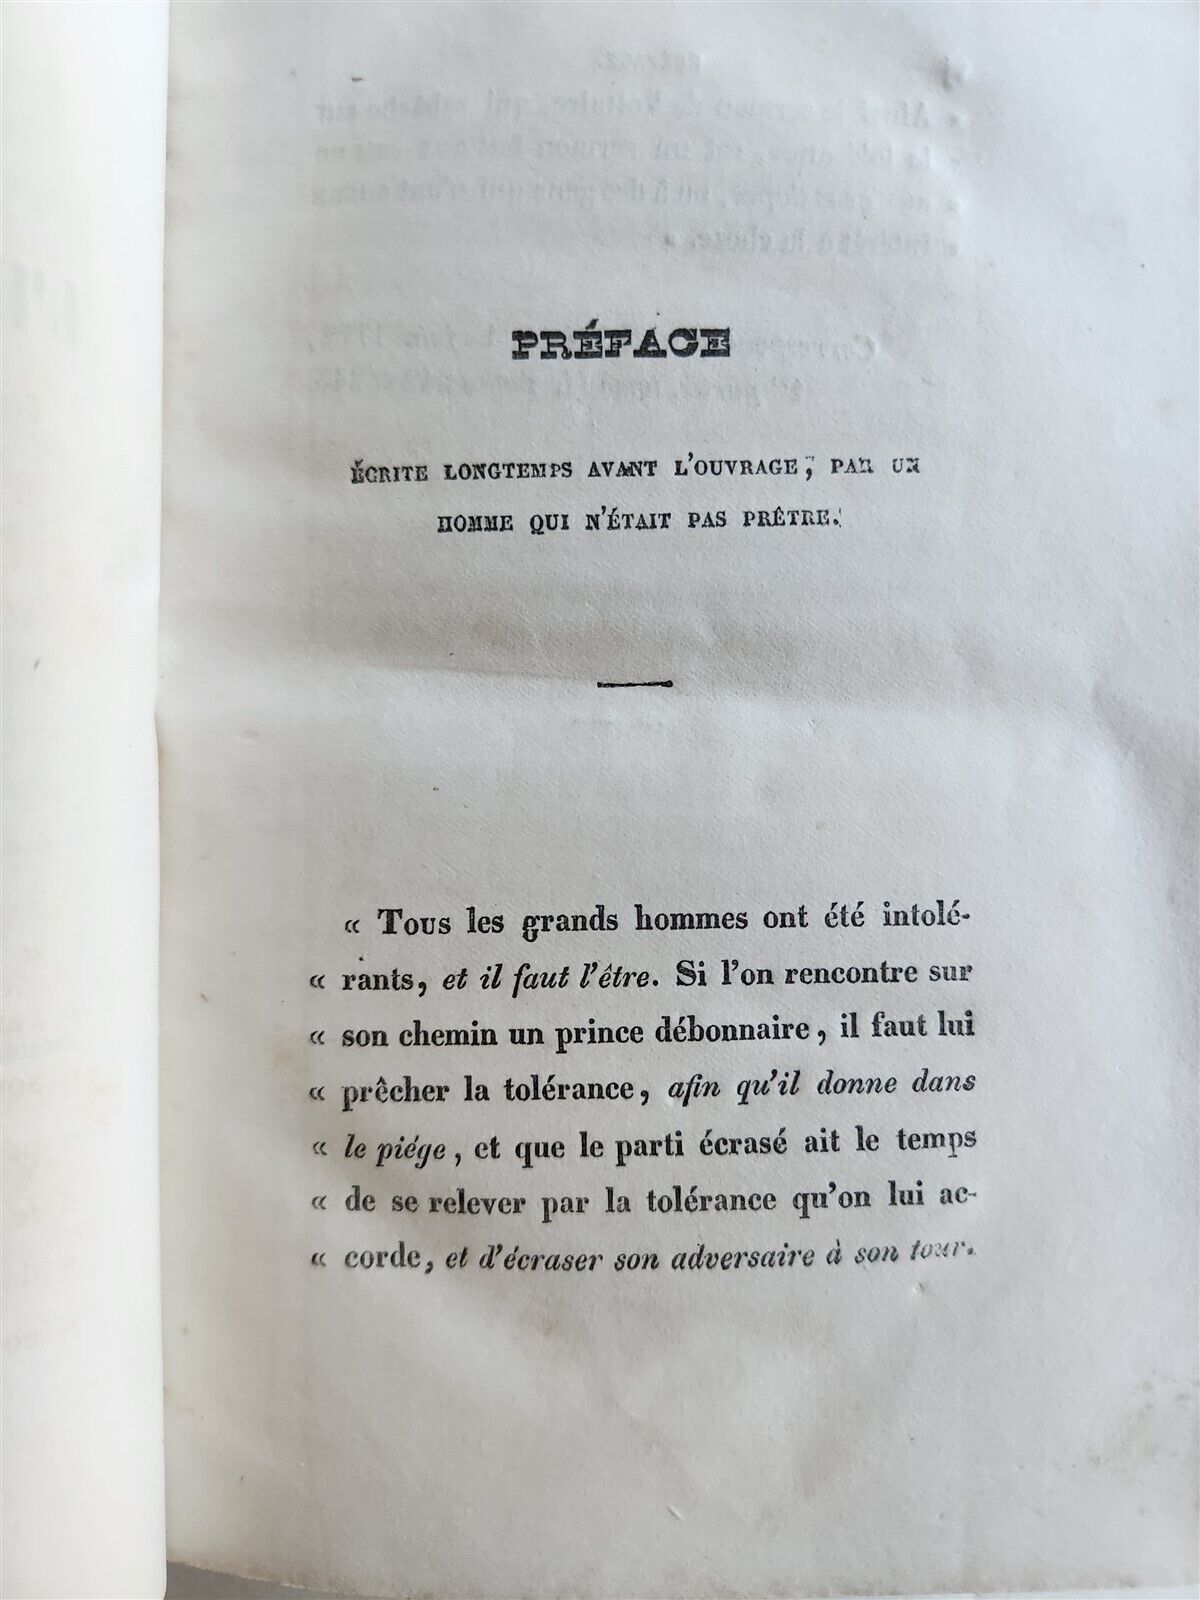 PRÉFACE
ÉCRITE LONGTEMPS AVANT L'OUVRAGE, PAR UN
HOMME QUI N'ÉTAIT PAS PRÊTRE.
« Tous les grands hommes ont été intolé-
« rants, et il faut l'être. Si l'on rencontre sur
« son chemin un prince débonnaire, il faut lui
« prêcher la tolérance, afin qu'il donne dans
« le piége, et que le parti écrasé ait le temps
« de se relever par la tolérance qu'on lui ac-
« corde, et d'écraser son adversaire à son tour.